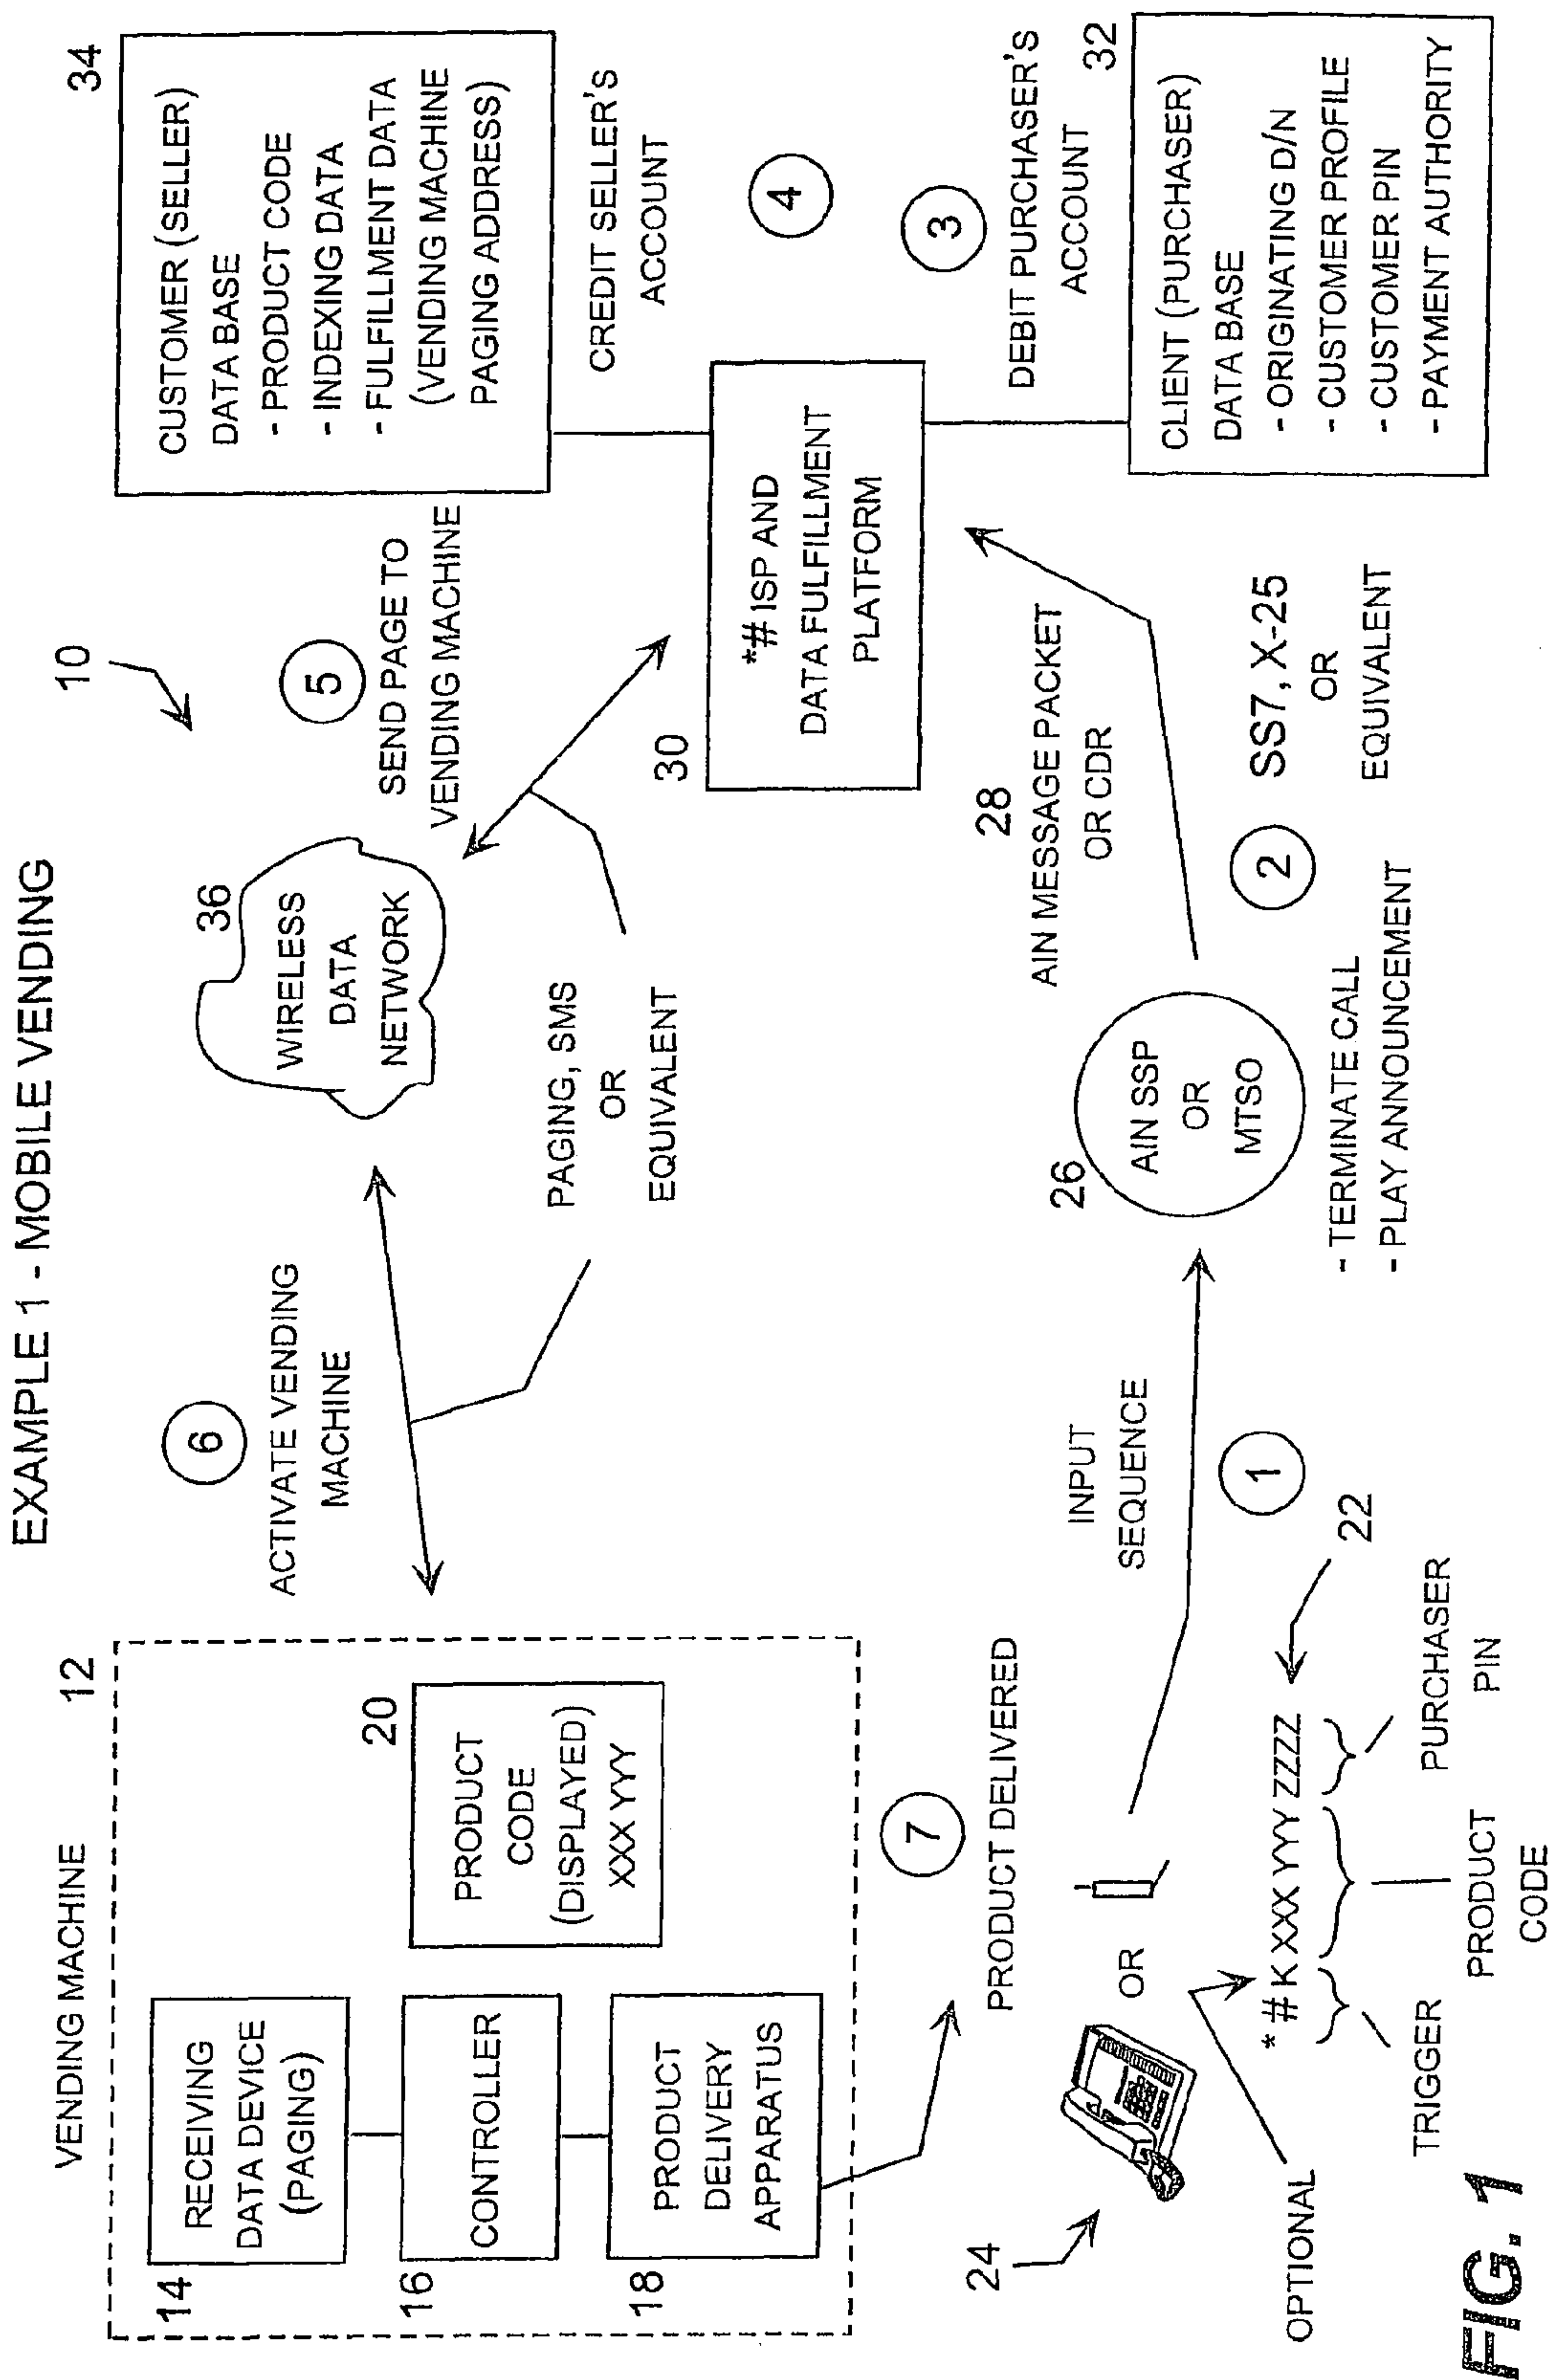 EXAMPLE 1 - MOBILE VENDING
VENDING MACHINE
12
14
RECEIVING
DATA DEVICE
(PAGING)
16
CONTROLLER
18
PRODUCT
DELIVERY
APPARATUS
20
PRODUCT
CODE
(DISPLAYED)
XXX YYY
6
ACTIVATE VENDING
MACHINE
36
WIRELESS
DATA
NETWORK
PAGING, SMS
OR
EQUIVALENT
10
5
SEND PAGE TO
VENDING MACHINE
34
CUSTOMER (SELLER)
DATA BASE
- PRODUCT CODE
- INDEXING DATA
- FULFILLMENT DATA
(VENDING MACHINE
PAGING ADDRESS)
CREDIT SELLER'S
ACCOUNT
4
30
*# ISP AND
DATA FULFILLMENT
PLATFORM
3
DEBIT PURCHASER'S
ACCOUNT
32
CLIENT (PURCHASER)
DATA BASE
- ORIGINATING D/N
- CUSTOMER PROFILE
- CUSTOMER PIN
- PAYMENT AUTHORITY
7
PRODUCT DELIVERED
24
OR
OPTIONAL
*# K XXX YYY ZZZZ
22
TRIGGER
PRODUCT
CODE
PURCHASER
PIN
INPUT
SEQUENCE
1
26
AIN SSP
OR
MTSO
- TERMINATE CALL
- PLAY ANNOUNCEMENT
28
AIN MESSAGE PACKET
OR CDR
2
SS7, X-25
OR
EQUIVALENT
FIG. 1